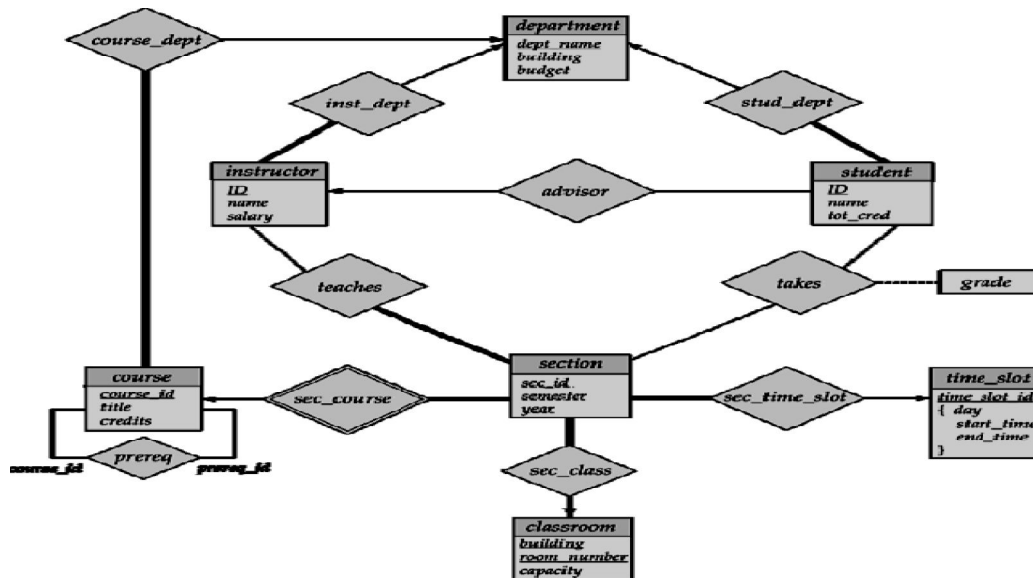 department
course_dept
dept_name
building
budget
inst_dept
stud_dept
instructor
student
ID
name
salary
advisor
ID
name
tot_cred
teaches
takes
grade
section
sec_id
semester
year
course
course_id
title
credits
sec_course
sec_time_slot
time_slot
time_slot_id
{ day
start_time
end_time
}
prereq
course_id
prereq_id
sec_class
classroom
building
room_number
capacity